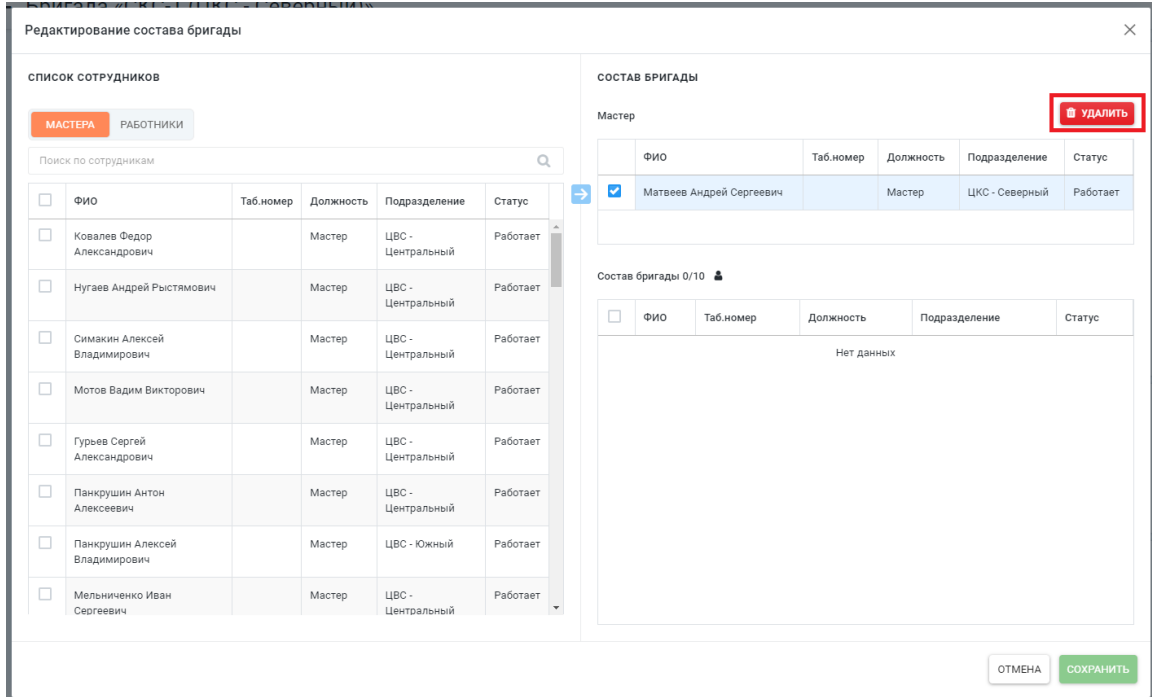 Бригада «СКС-1 (ЦКС - Северный)»
Редактирование состава бригады
СПИСОК СОТРУДНИКОВ
МАСТЕРА РАБОТНИКИ
Поиск по сотрудникам
ФИО Таб.номер Должность Подразделение Статус
Ковалев Федор Мастер ЦВС - Работает
Александрович Центральный
Нугаев Андрей Рыстямович Мастер ЦВС - Работает
Центральный
Симакин Алексей Мастер ЦВС - Работает
Владимирович Центральный
Мотов Вадим Викторович Мастер ЦВС - Работает
Центральный
Гурьев Сергей Мастер ЦВС - Работает
Александрович Центральный
Панкрушин Антон Мастер ЦВС - Работает
Алексеевич Центральный
Панкрушин Алексей Мастер ЦВС - Южный Работает
Владимирович
Мельниченко Иван Мастер ЦВС - Работает
Сергеевич Центральный
СОСТАВ БРИГАДЫ
Мастер
УДАЛИТЬ
ФИО Таб.номер Должность Подразделение Статус
Матвеев Андрей Сергеевич Мастер ЦКС - Северный Работает
Состав бригады 0/10
ФИО Таб.номер Должность Подразделение Статус
Нет данных
ОТМЕНА СОХРАНИТЬ